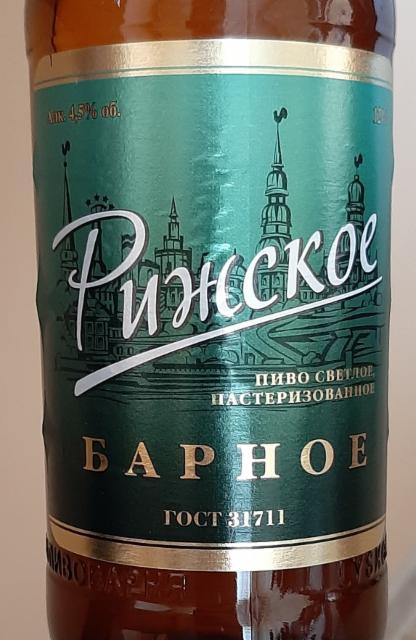 Алк. 4,5% об.
Рижское
ПИВО СВЕТЛОЕ,
ПАСТЕРИЗОВАННОЕ
БАРНОЕ
ГОСТ 31711